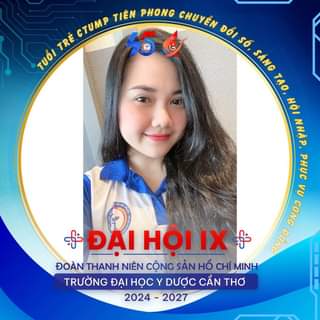 TUỔI TRẺ CTUMP TIÊN PHONG CHUYỂN ĐỔI SỐ, SÁNG TẠO, HỘI NHẬP, PHỤC VỤ CỘNG ĐỒNG
ĐẠI HỘI IX
ĐOÀN THANH NIÊN CỘNG SẢN HỒ CHÍ MINH
TRƯỜNG ĐẠI HỌC Y DƯỢC CẦN THƠ
2024 - 2027